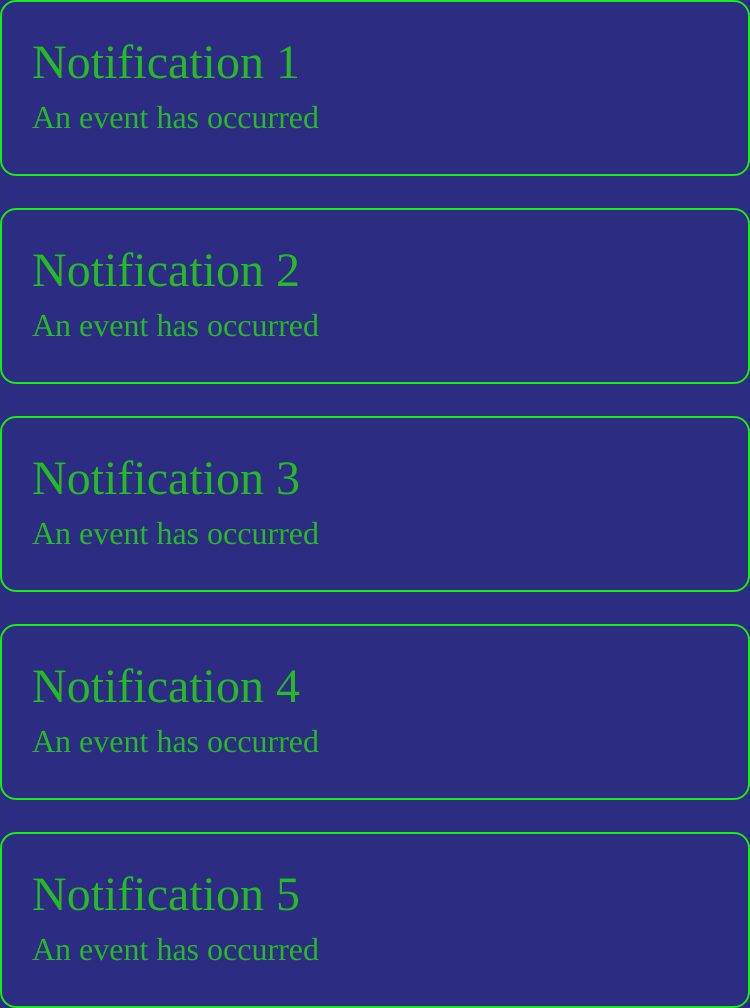 Notification 1
An event has occurred
Notification 2
An event has occurred
Notification 3
An event has occurred
Notification 4
An event has occurred
Notification 5
An event has occurred